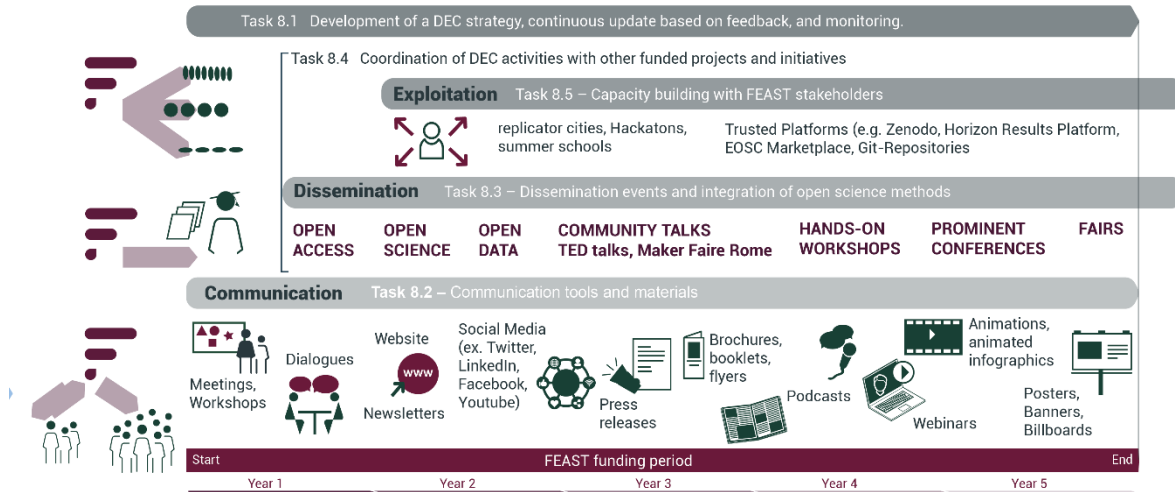 Task 8.1 Development of a DEC strategy, continuous update based on feedback, and monitoring.
Task 8.4 Coordination of DEC activities with other funded projects and initiatives
Exploitation Task 8.5 – Capacity building with FEAST stakeholders
replicator cities, Hackatons,
summer schools
Trusted Platforms (e.g. Zenodo, Horizon Results Platform,
EOSC Marketplace, Git-Repositories
Dissemination Task 8.3 – Dissemination events and integration of open science methods
OPEN
ACCESS
OPEN
SCIENCE
OPEN
DATA
COMMUNITY TALKS
TED talks, Maker Faire Rome
HANDS-ON
WORKSHOPS
PROMINENT
CONFERENCES
FAIRS
Communication Task 8.2 – Communication tools and materials
Meetings,
Workshops
Dialogues
Website
www
Newsletters
Social Media
(ex. Twitter,
LinkedIn,
Facebook,
Youtube)
Press
releases
Brochures,
booklets,
flyers
Podcasts
Webinars
Animations,
animated
infographics
Posters,
Banners,
Billboards
Start FEAST funding period End
Year 1 Year 2 Year 3 Year 4 Year 5